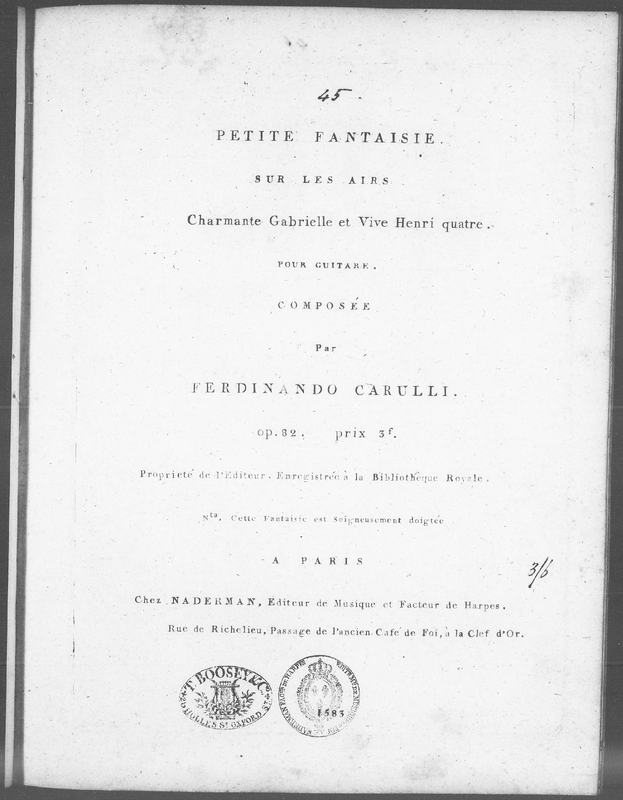 45.
PETITE FANTAISIE.
SUR LES AIRS
Charmante Gabrielle et Vive Henri quatre.
POUR GUITARE.
COMPOSÉE
Par
FERDINANDO CARULLI.
op. 82. prix 3f.
Proprieté de l'Editeur. Enregistrée à la Bibliothéque Royale.
Nta. Cette Fantaisie est Soigneusement doigtée
A PARIS
3/6
Chez NADERMAN, Editeur de Musique et Facteur de Harpes.
Rue de Richelieu, Passage de l'ancien Café de Foi, à la Clef d'Or.
T. BOOSEY & Co.
HOLLES St. OXFORD St.
1583